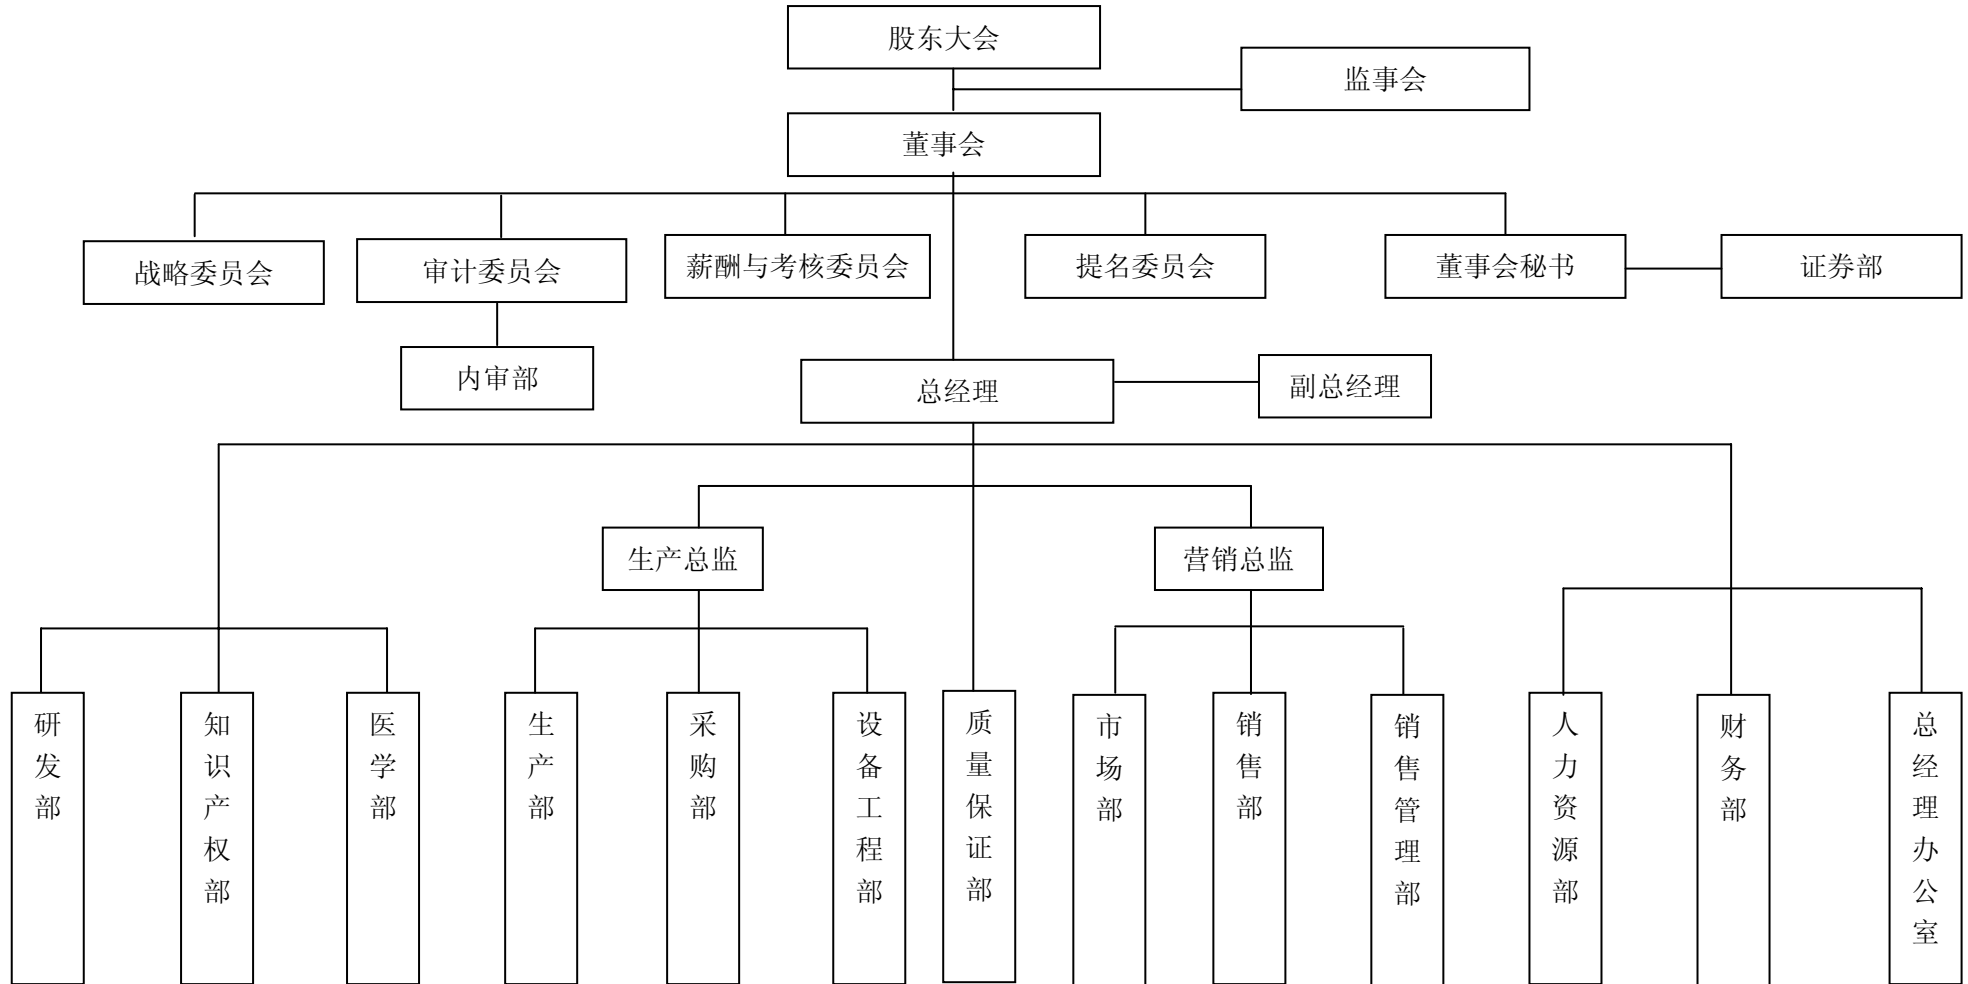 股东大会
监事会
董事会
战略委员会
审计委员会
薪酬与考核委员会
提名委员会
董事会秘书
证券部
内审部
总经理
副总经理
生产总监
营销总监
研发部
知识产权部
医学部
生产部
采购部
设备工程部
质量保证部
市场部
销售部
销售管理部
人力资源部
财务部
总经理办公室